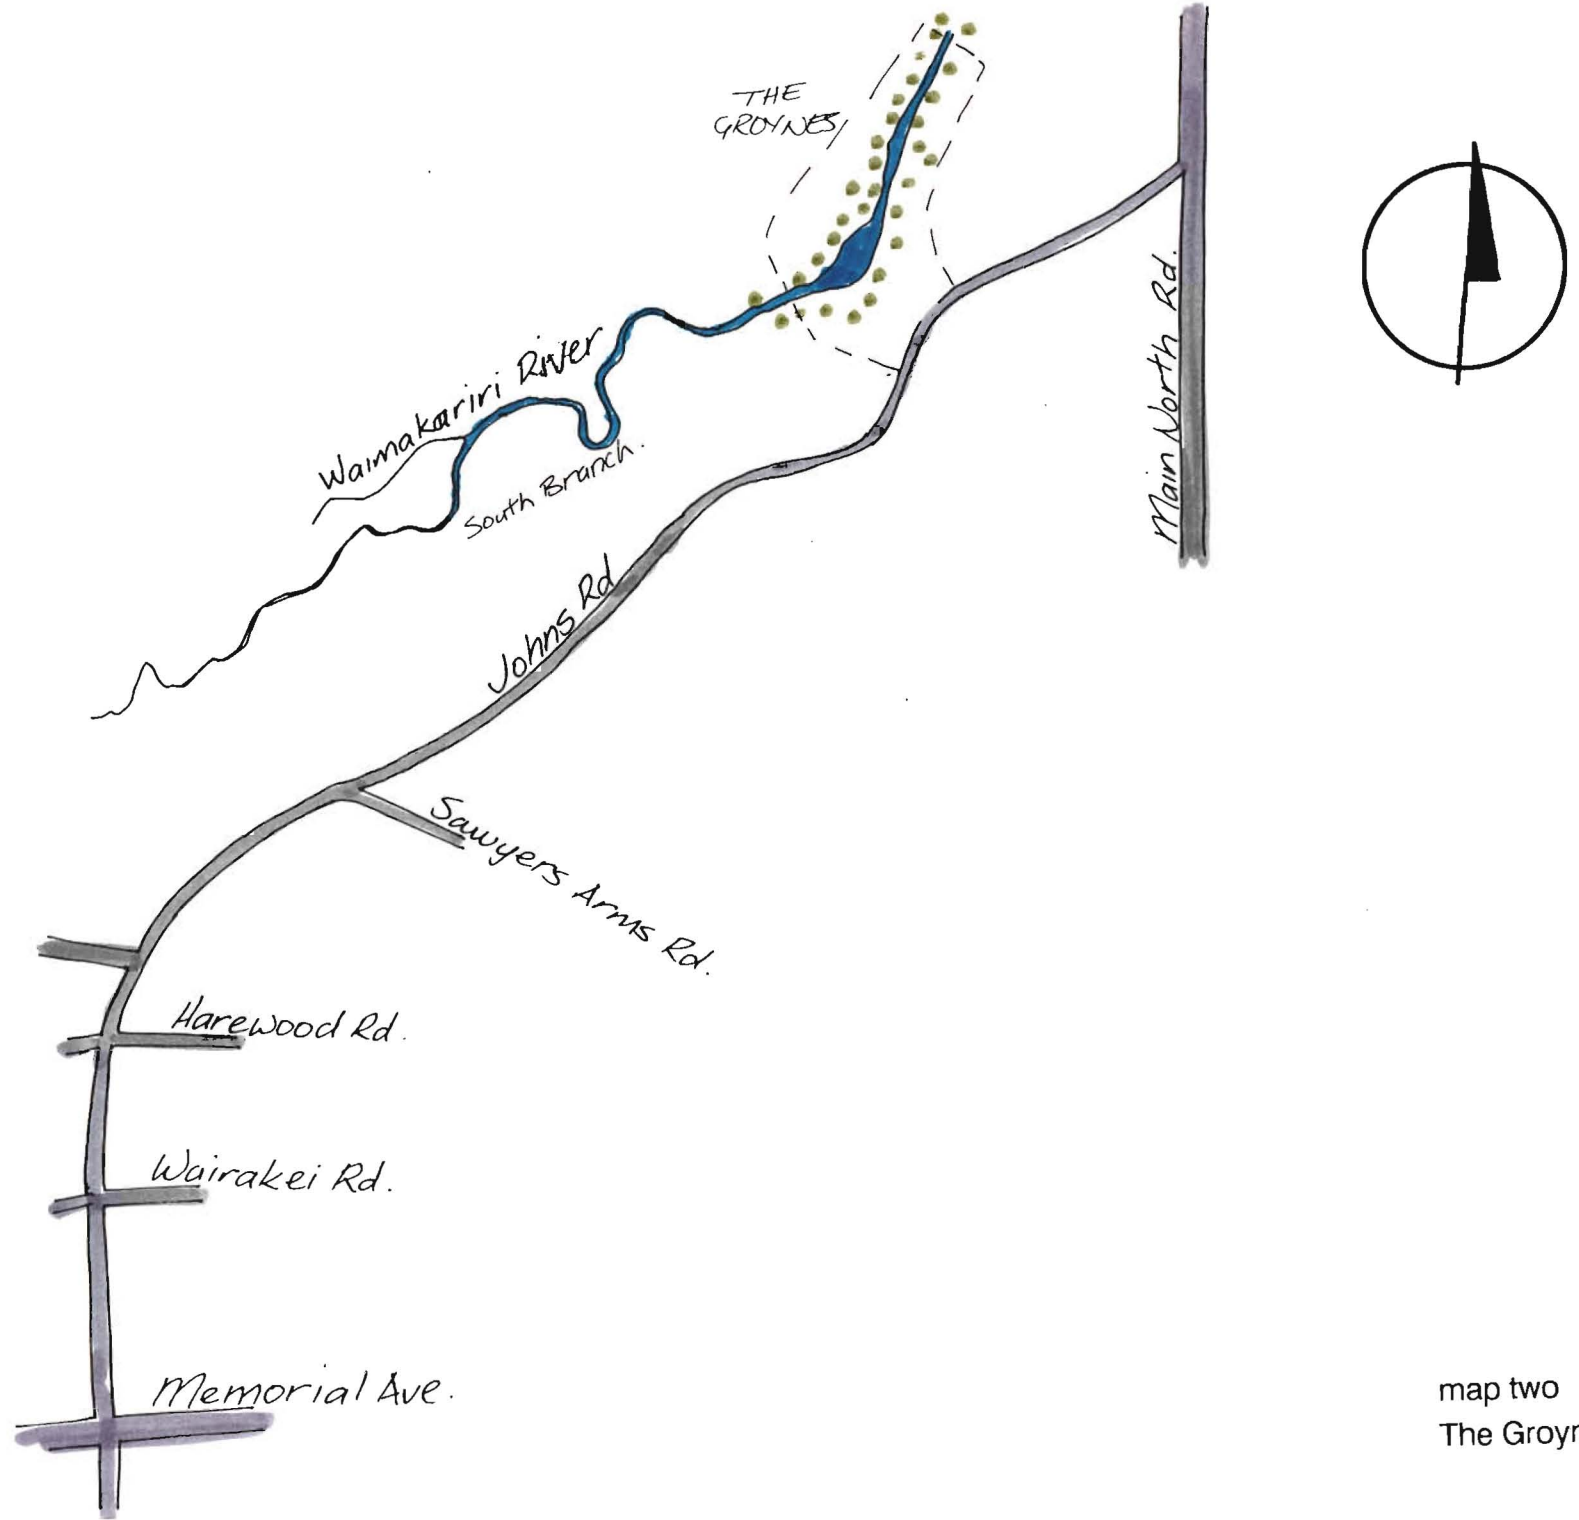 THE
GROYNES
Waimakariri River
South Branch.
Main North Rd.
Johns Rd
Sawyers Arms Rd.
Harewood Rd.
Wairakei Rd.
Memorial Ave.
map two
The Groyn